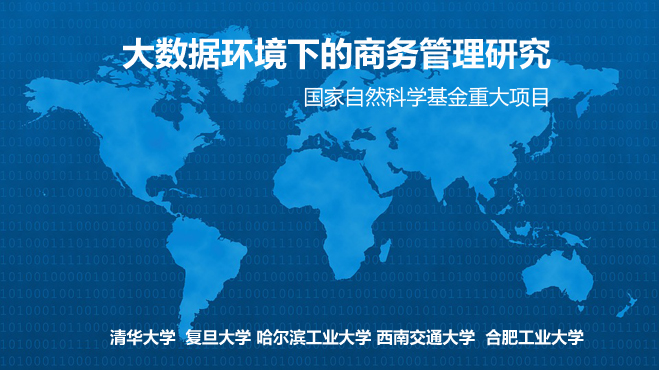 大数据环境下的商务管理研究
国家自然科学基金重大项目
清华大学 复旦大学 哈尔滨工业大学 西南交通大学 合肥工业大学